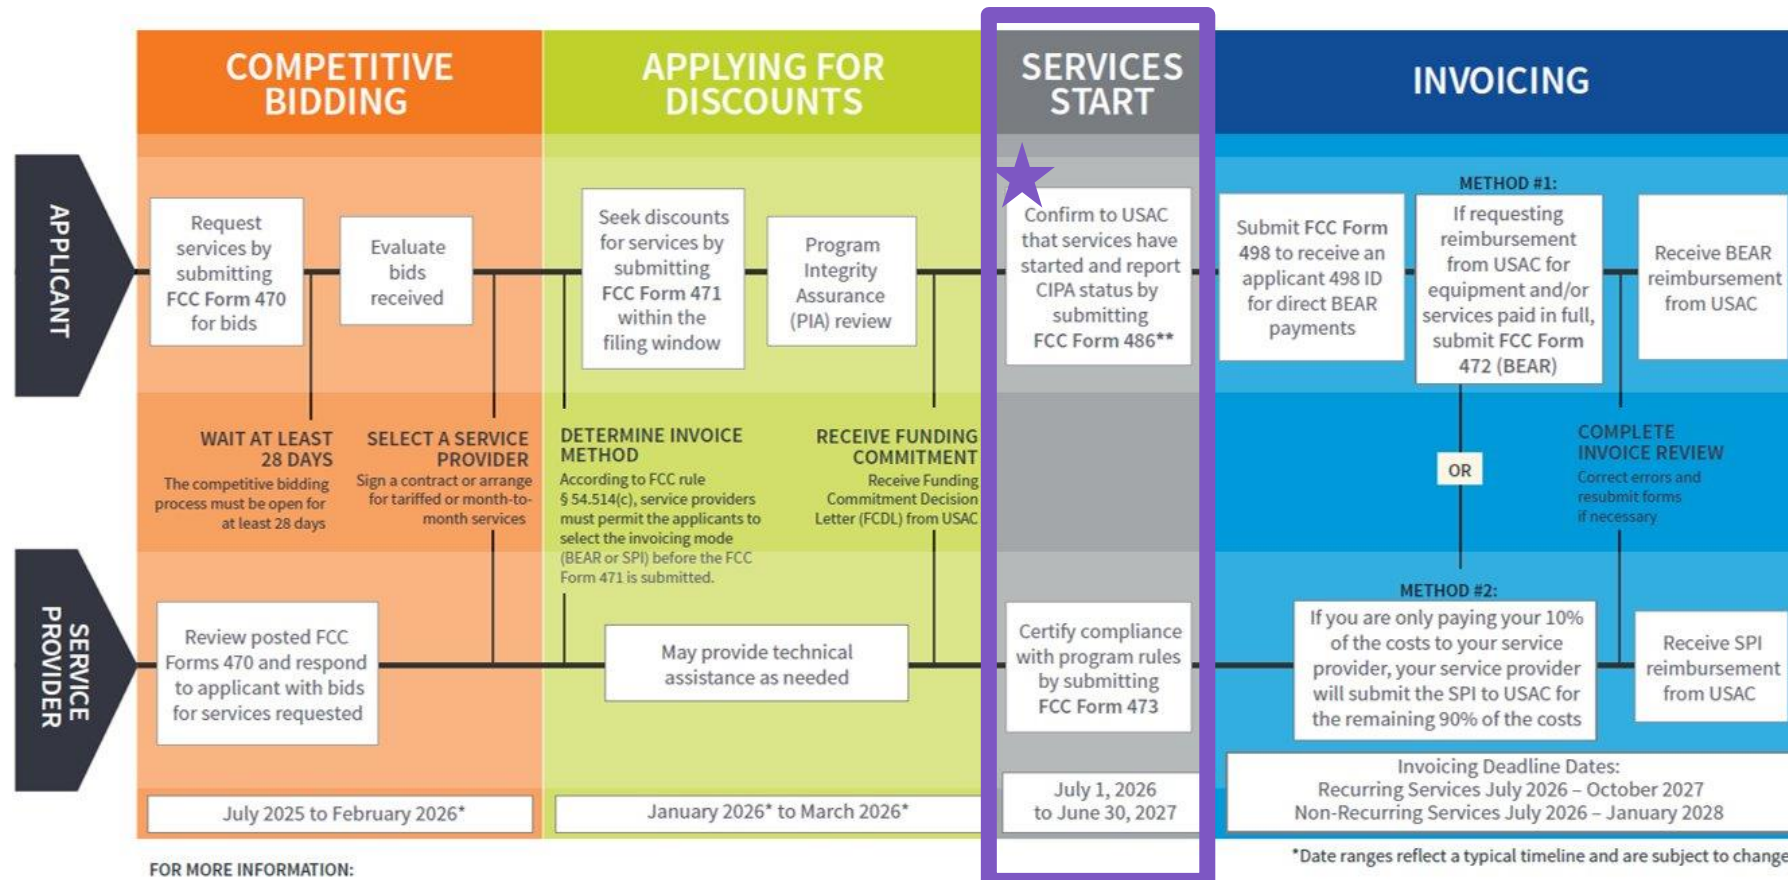 COMPETITIVE
BIDDING
APPLYING FOR
DISCOUNTS
SERVICES
START
INVOICING
APPLICANT
Request
services by
submitting
FCC Form 470
for bids
Evaluate
bids
received
Seek discounts
for services by
submitting
FCC Form 471
within the
filing window
Program
Integrity
Assurance
(PIA) review
Confirm to USAC
that services have
started and report
CIPA status by
submitting
FCC Form 486**
Submit FCC Form
498 to receive an
applicant 498 ID
for direct BEAR
payments
METHOD #1:
If requesting
reimbursement
from USAC for
equipment and/or
services paid in full,
submit FCC Form
472 (BEAR)
Receive BEAR
reimbursement
from USAC
WAIT AT LEAST
28 DAYS
The competitive bidding
process must be open for
at least 28 days
SELECT A SERVICE
PROVIDER
Sign a contract or arrange
for tariffed or month-to-
month services
DETERMINE INVOICE
METHOD
According to FCC rule
§ 54.514(c), service providers
must permit the applicants to
select the invoicing mode
(BEAR or SPI) before the FCC
Form 471 is submitted.
RECEIVE FUNDING
COMMITMENT
Receive Funding
Commitment Decision
Letter (FCDL) from USAC
OR
COMPLETE
INVOICE REVIEW
Correct errors and
resubmit forms
if necessary
SERVICE
PROVIDER
Review posted FCC
Forms 470 and respond
to applicant with bids
for services requested
May provide technical
assistance as needed
Certify compliance
with program rules
by submitting
FCC Form 473
METHOD #2:
If you are only paying your 10%
of the costs to your service
provider, your service provider
will submit the SPI to USAC for
the remaining 90% of the costs
Receive SPI
reimbursement
from USAC
July 2025 to February 2026*
January 2026* to March 2026*
July 1, 2026
to June 30, 2027
Invoicing Deadline Dates:
Recurring Services July 2026 – October 2027
Non-Recurring Services July 2026 – January 2028
*Date ranges reflect a typical timeline and are subject to change
FOR MORE INFORMATION: